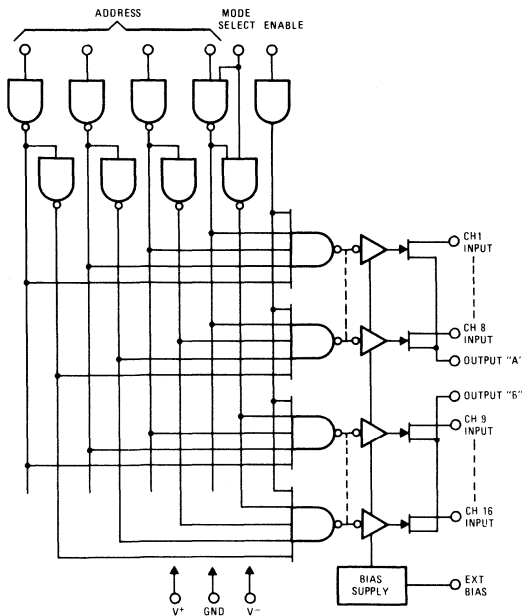 ADDRESS
MODE
SELECT ENABLE
CH1
INPUT
CH 8
INPUT
OUTPUT "A"
OUTPUT "Б"
CH 9
INPUT
CH 16
INPUT
BIAS
SUPPLY
EXT
BIAS
V+
GND
V−